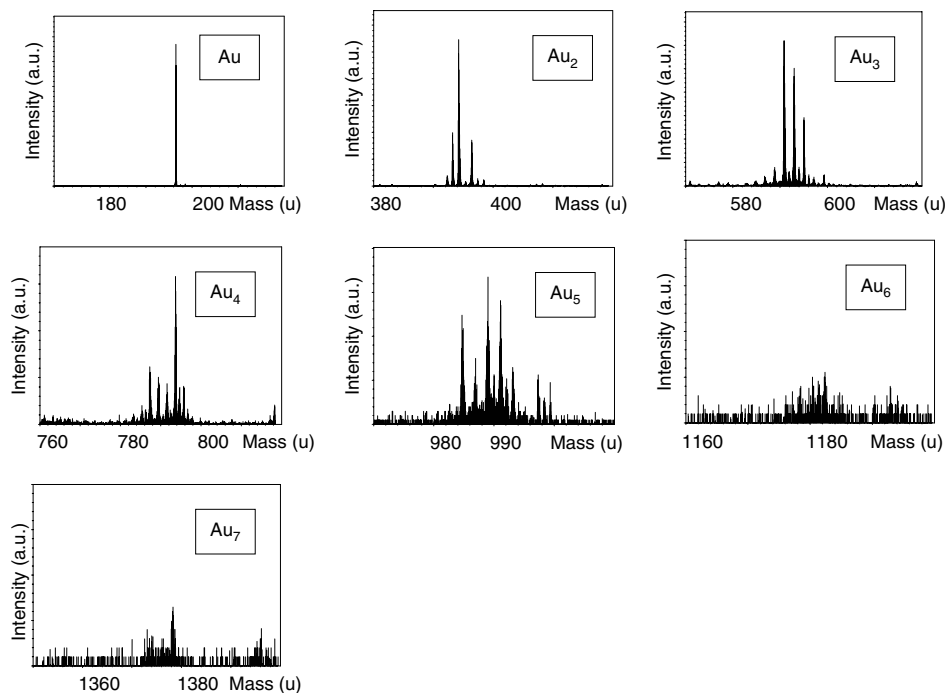 Intensity (a.u.)
Au
180 200 Mass (u)
Intensity (a.u.)
Au2
380 400 Mass (u)
Intensity (a.u.)
Au3
580 600 Mass (u)
Intensity (a.u.)
Au4
760 780 800 Mass (u)
Intensity (a.u.)
Au5
980 990 Mass (u)
Intensity (a.u.)
Au6
1160 1180 Mass (u)
Intensity (a.u.)
Au7
1360 1380 Mass (u)